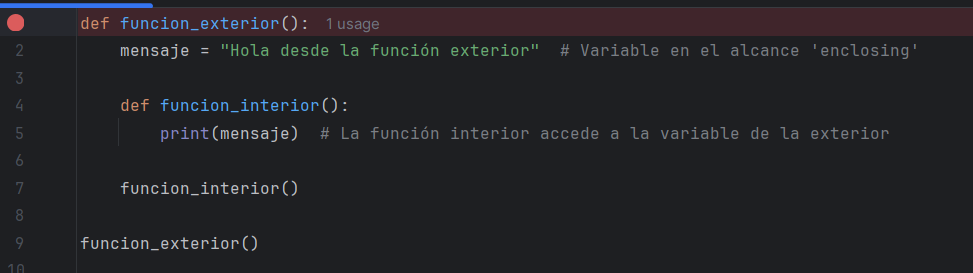 def funcion_exterior():  1 usage
2    mensaje = "Hola desde la función exterior"  # Variable en el alcance 'enclosing'
3
4    def funcion_interior():
5        print(mensaje)  # La función interior accede a la variable de la exterior
6
7    funcion_interior()
8
9    funcion_exterior()
10